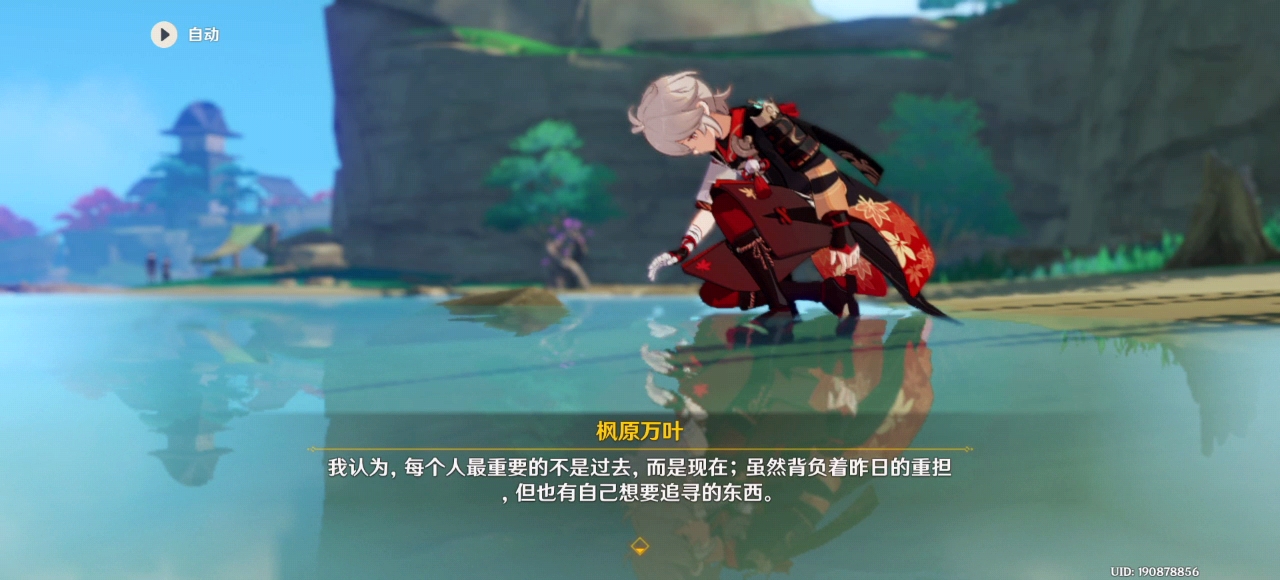 自动
枫原万叶
我认为，每个人最重要的不是过去，而是现在；虽然背负着昨日的重担
，但也有自己想要追寻的东西。
UID: 190878856